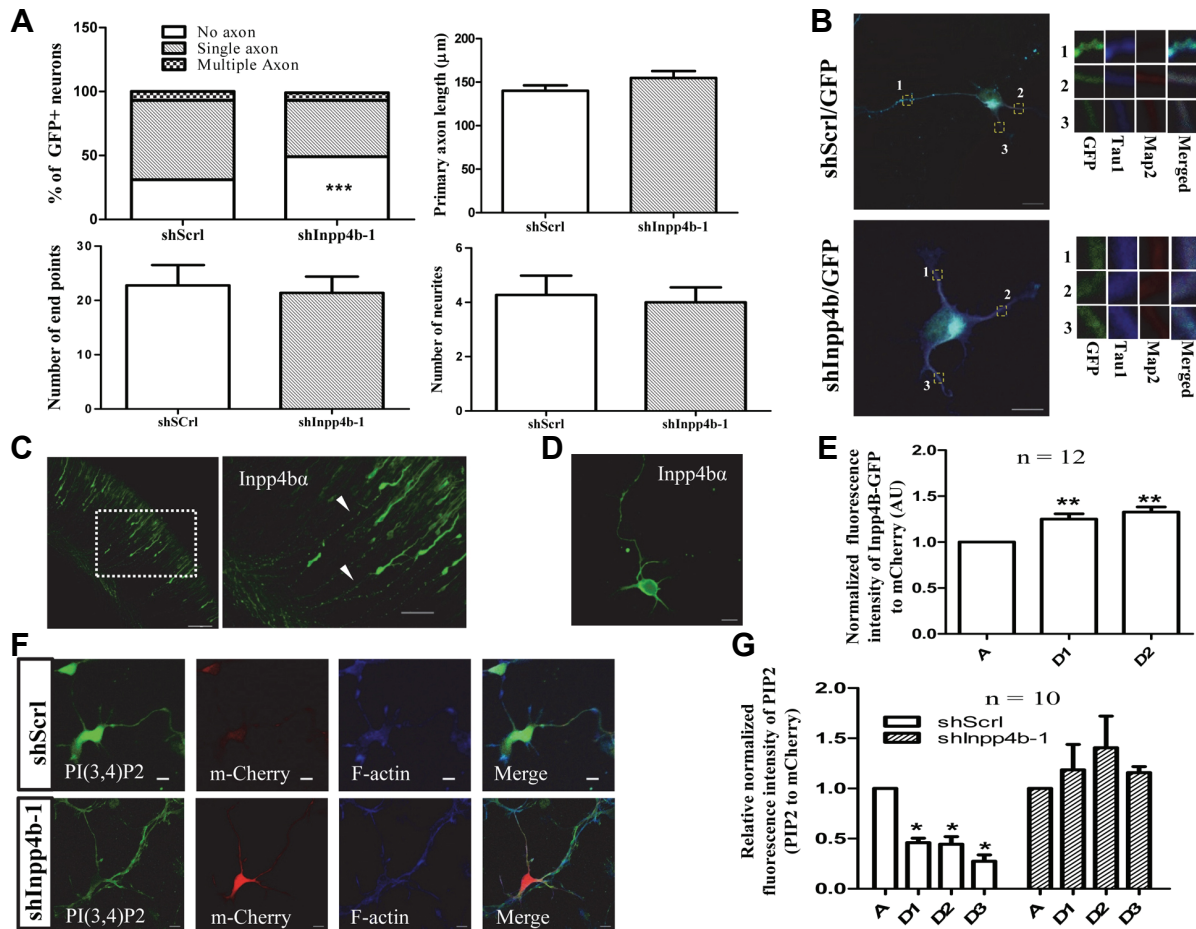 A
150
100
50
0
% of GFP+ neurons
No axon
Single axon
Multiple Axon
***
shScrl
shInpp4b-1
200
150
100
50
0
Primary axon length (µm)
shScrl
shInpp4b-1
30
20
10
0
Number of end points
shSCrl
shInpp4b-1
6
4
2
0
Number of neurites
shScrl
shInpp4b-1
B
shScrl/GFP
1
2
3
1
2
3
GFP
Tau1
Map2
Merged
shInpp4b/GFP
1
2
3
1
2
3
GFP
Tau1
Map2
Merged
C
Inpp4bα
D
Inpp4bα
E
n = 12
2.0
1.5
1.0
0.5
0.0
Normalized fluorescence
intensity of Inpp4B-GFP
to mCherry (AU)
**
**
A
D1
D2
F
shScrl
PI(3,4)P2
m-Cherry
F-actin
Merge
shInpp4b-1
PI(3,4)P2
m-Cherry
F-actin
Merge
G
n = 10
2.0
1.5
1.0
0.5
0.0
Relative normalized
fluorescence intensity of PIP2
(PIP2 to mCherry)
shScrl
shInpp4b-1
*
*
*
A
D1
D2
D3
A
D1
D2
D3